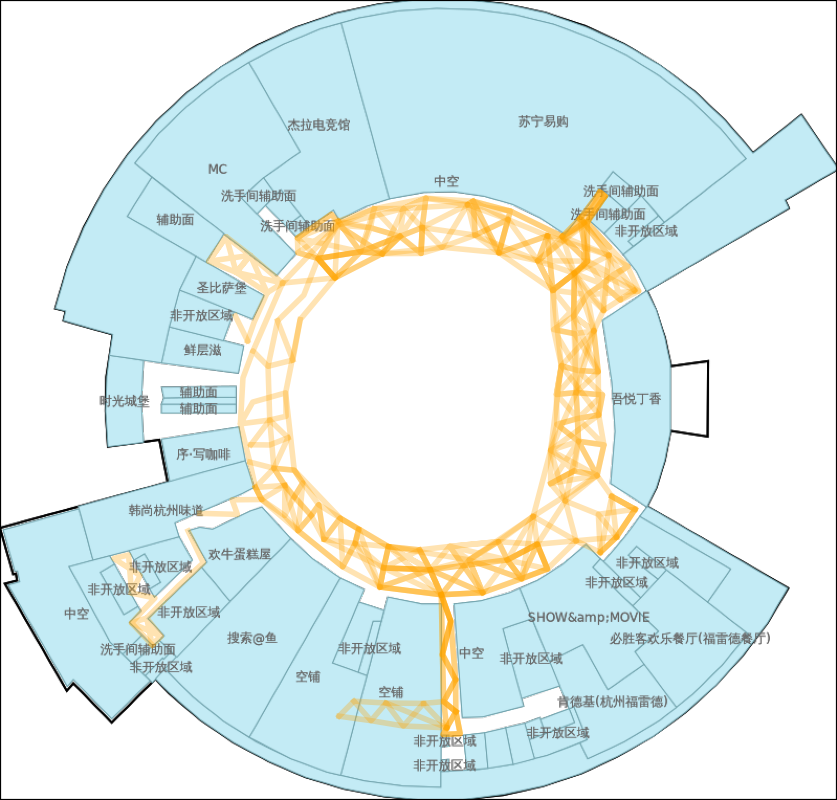 苏宁易购
杰拉电竞馆
MC
中空
洗手间辅助面
洗手间辅助面
辅助面
洗手间辅助面
洗手间辅助面
非开放区域
圣比萨堡
非开放区域
鲜层滋
辅助面
时光城堡
辅助面
吾悦丁香
序·写咖啡
韩尚杭州味道
欢牛蛋糕屋
非开放区域
非开放区域
非开放区域
非开放区域
中空
非开放区域
SHOW&amp;MOVIE
搜索@鱼
洗手间辅助面
非开放区域
非开放区域
中空
非开放区域
必胜客欢乐餐厅(福雷德餐厅)
空铺
空铺
肯德基(杭州福雷德)
非开放区域
非开放区域
非开放区域